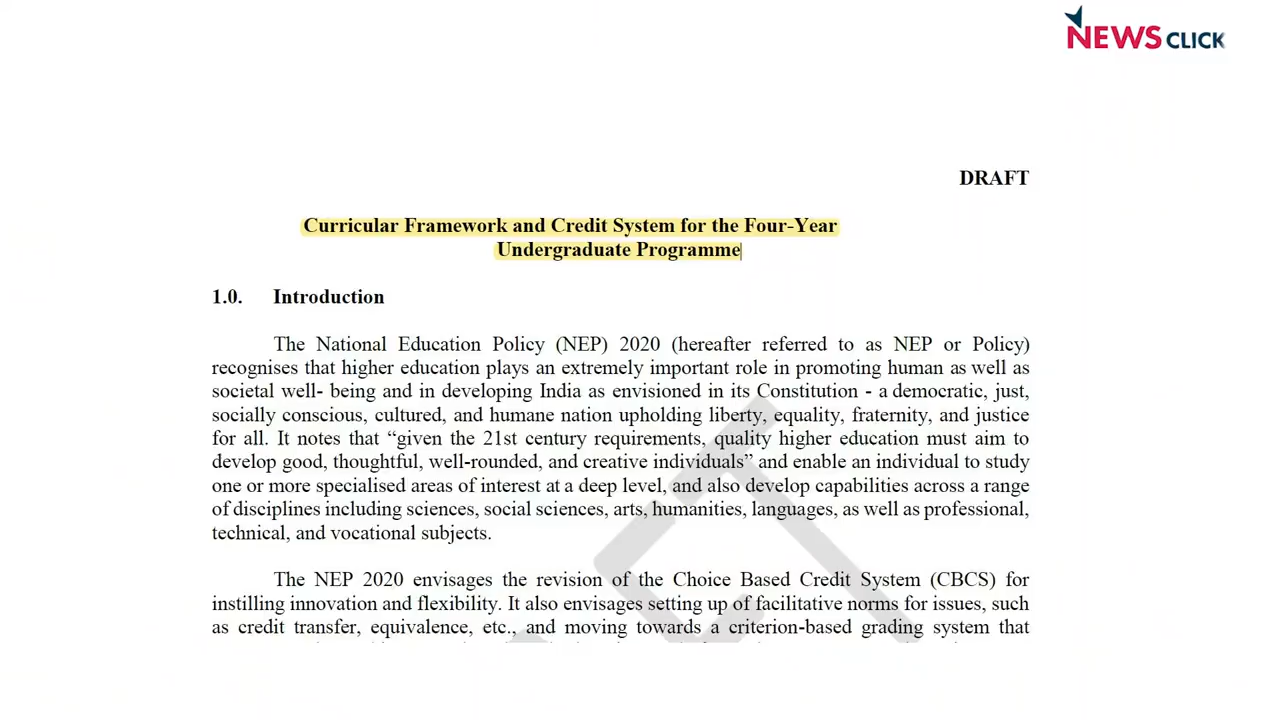 NEWS CLICK
DRAFT
Curricular Framework and Credit System for the Four-Year
Undergraduate Programme
1.0. Introduction
The National Education Policy (NEP) 2020 (hereafter referred to as NEP or Policy)
recognises that higher education plays an extremely important role in promoting human as well as
societal well- being and in developing India as envisioned in its Constitution - a democratic, just,
socially conscious, cultured, and humane nation upholding liberty, equality, fraternity, and justice
for all. It notes that “given the 21st century requirements, quality higher education must aim to
develop good, thoughtful, well-rounded, and creative individuals” and enable an individual to study
one or more specialised areas of interest at a deep level, and also develop capabilities across a range
of disciplines including sciences, social sciences, arts, humanities, languages, as well as professional,
technical, and vocational subjects.
The NEP 2020 envisages the revision of the Choice Based Credit System (CBCS) for
instilling innovation and flexibility. It also envisages setting up of facilitative norms for issues, such
as credit transfer, equivalence, etc., and moving towards a criterion-based grading system that